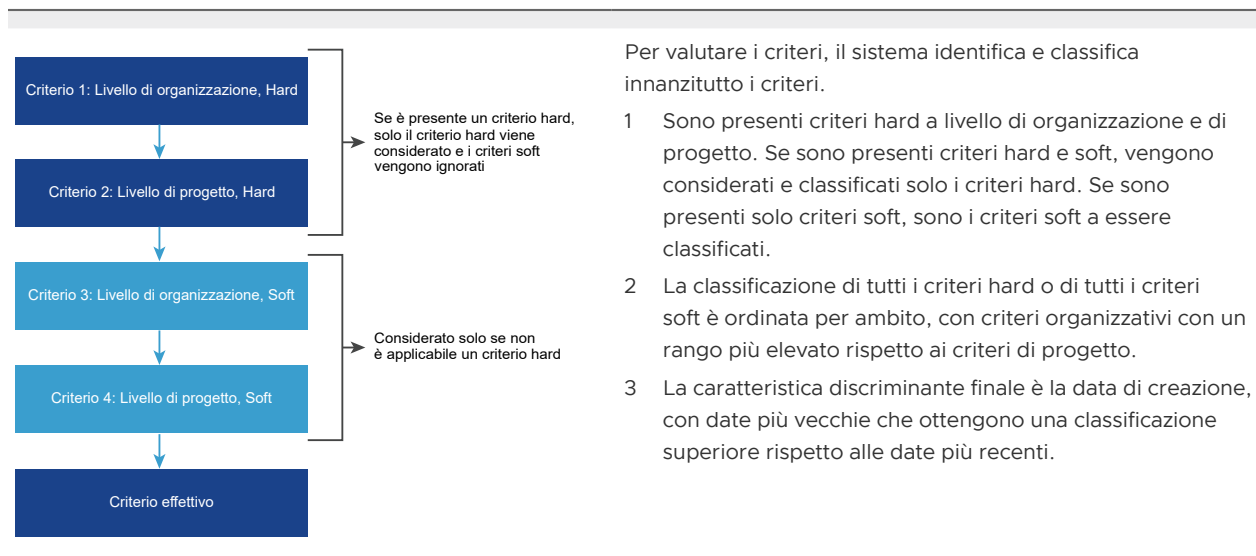 Criterio 1: Livello di organizzazione, Hard
Criterio 2: Livello di progetto, Hard
Criterio 3: Livello di organizzazione, Soft
Criterio 4: Livello di progetto, Soft
Criterio effettivo
Se è presente un criterio hard,
solo il criterio hard viene
considerato e i criteri soft
vengono ignorati
Considerato solo se non
è applicabile un criterio hard
Per valutare i criteri, il sistema identifica e classifica
innanzitutto i criteri.
1 Sono presenti criteri hard a livello di organizzazione e di
progetto. Se sono presenti criteri hard e soft, vengono
considerati e classificati solo i criteri hard. Se sono
presenti solo criteri soft, sono i criteri soft a essere
classificati.
2 La classificazione di tutti i criteri hard o di tutti i criteri
soft è ordinata per ambito, con criteri organizzativi con un
rango più elevato rispetto ai criteri di progetto.
3 La caratteristica discriminante finale è la data di creazione,
con date più vecchie che ottengono una classificazione
superiore rispetto alle date più recenti.